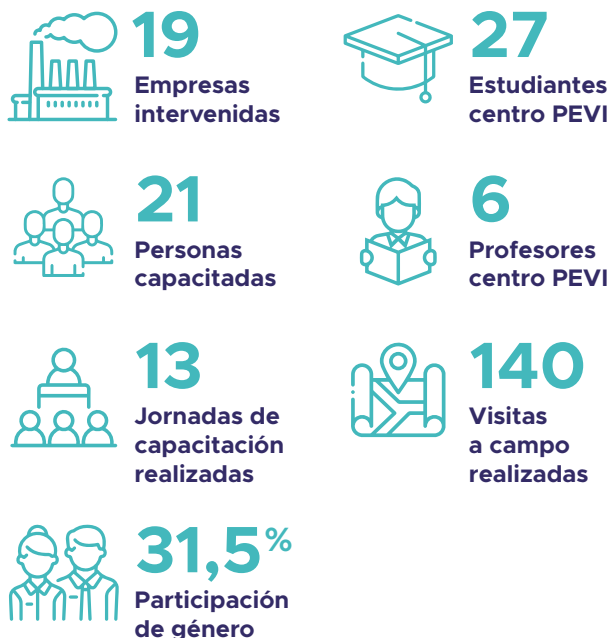 19
Empresas
intervenidas
27
Estudiantes
centro PEVI
21
Personas
capacitadas
6
Profesores
centro PEVI
13
Jornadas de
capacitación
realizadas
140
Visitas
a campo
realizadas
31,5%
Participación
de género